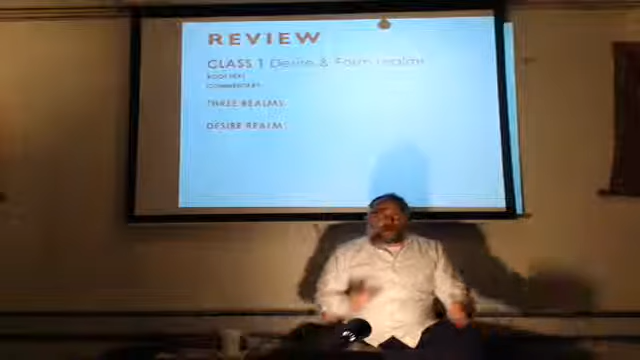 REVIEW
CLASS 1 Desire & Form realms
ROOT TEXT
COMMENTARY
THREE REALMS
DESIRE REALM